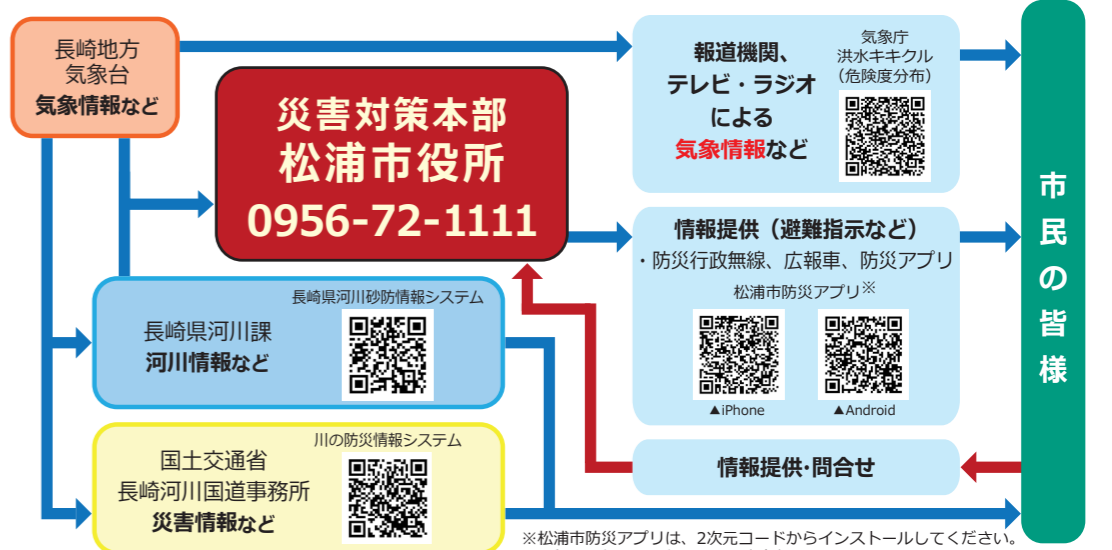 長崎地方
気象台
気象情報など
災害対策本部
松浦市役所
0956-72-1111
報道機関、
テレビ・ラジオ
による
気象情報など
気象庁
洪水キキクル
（危険度分布）
情報提供（避難指示など）
・防災行政無線、広報車、防災アプリ
松浦市防災アプリ※
▲iPhone
▲Android
長崎県河川砂防情報システム
長崎県河川課
河川情報など
川の防災情報システム
国土交通省
長崎河川国道事務所
災害情報など
情報提供・問合せ
市民の皆様
※松浦市防災アプリは、2次元コードからインストールしてください。